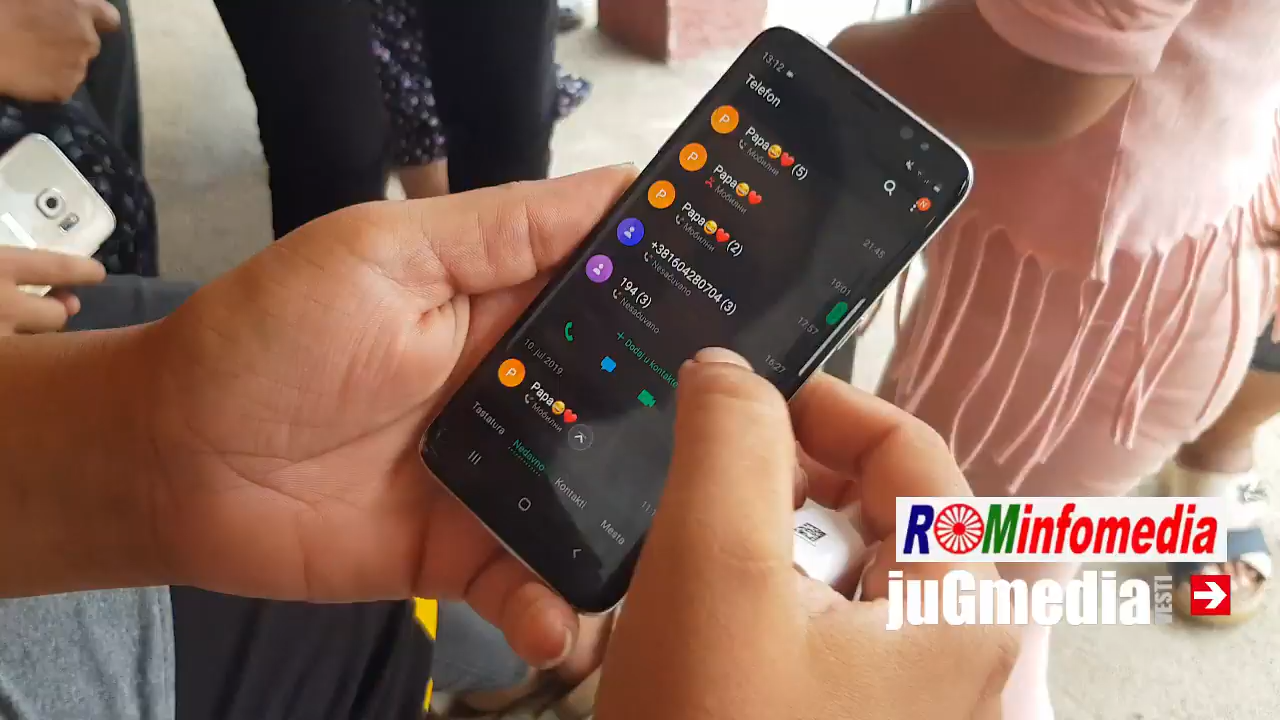 13:12
Telefon
P
Papa😅❤️ (5)
Мобилни
21:45
P
Papa😅❤️
Мобилни
19:01
P
Papa😅❤️ (2)
Мобилни
12:57
+381604280704 (3)
Nesačuvano
16:27
194 (3)
Nesačuvano
+ Dodaj u kontakte
10. jul 2019.
P
Papa😅❤️
Мобилни
Tastatura
Nedavno
Kontakti
Mesta
N
ROMinfomedia
juGmedia
VESTI